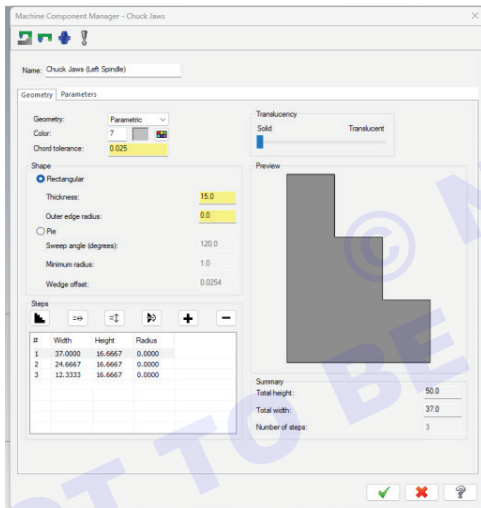 Machine Component Manager - Chuck Jaws
Name: Chuck Jaws (Left Spindle)
Geometry Parameters
Geometry: Parametric
Color: 7
Chord tolerance: 0.025
Shape
Rectangular
Thickness: 15.0
Outer edge radius: 0.0
Pie
Sweep angle (degrees): 120.0
Minimum radius: 1.0
Wedge offset: 0.0254
Steps
# Width Height Radius
1 37.0000 16.6667 0.0000
2 24.6667 16.6667 0.0000
3 12.3333 16.6667 0.0000
Translucency
Solid Translucent
Preview
Summary
Total height: 50.0
Total width: 37.0
Number of steps: 3
© N
OT TO BE